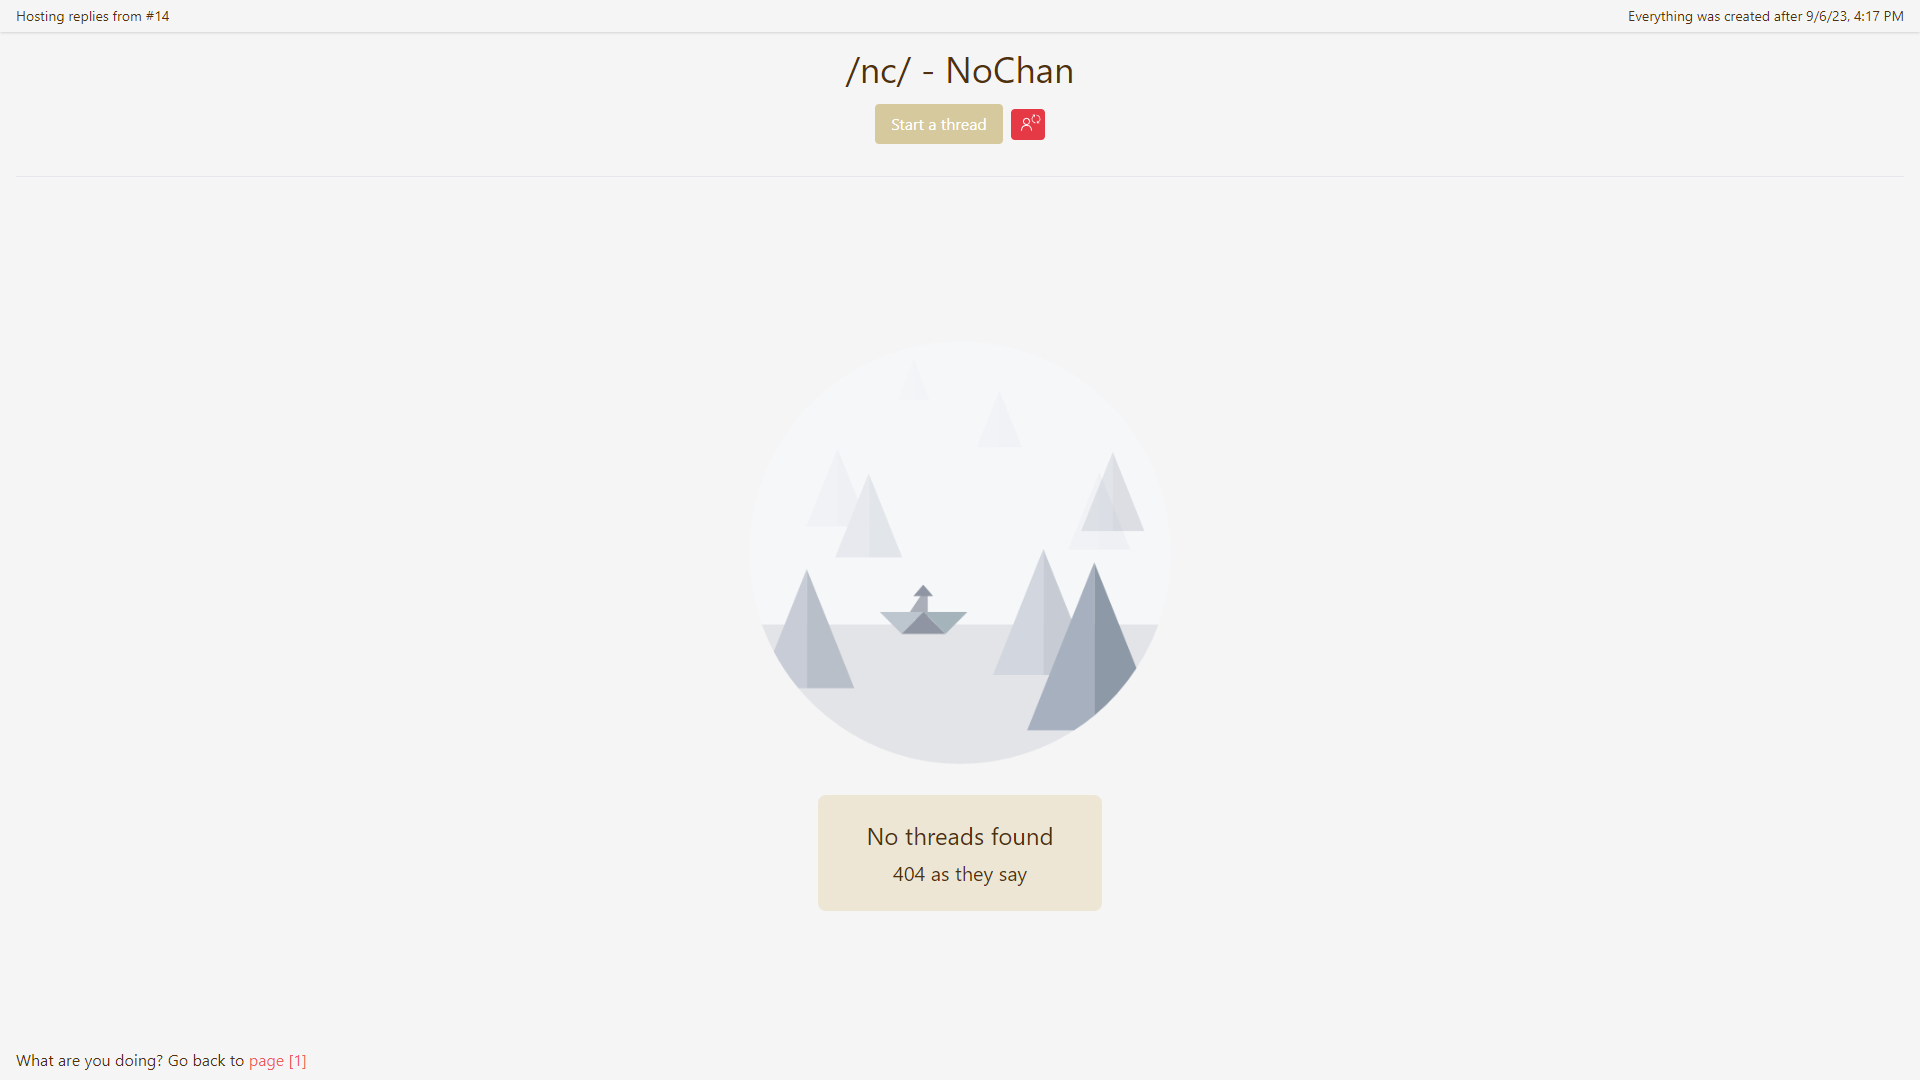 Hosting replies from #14
Everything was created after 9/6/23, 4:17 PM
/nc/ - NoChan
Start a thread
No threads found
404 as they say
What are you doing? Go back to page [1]